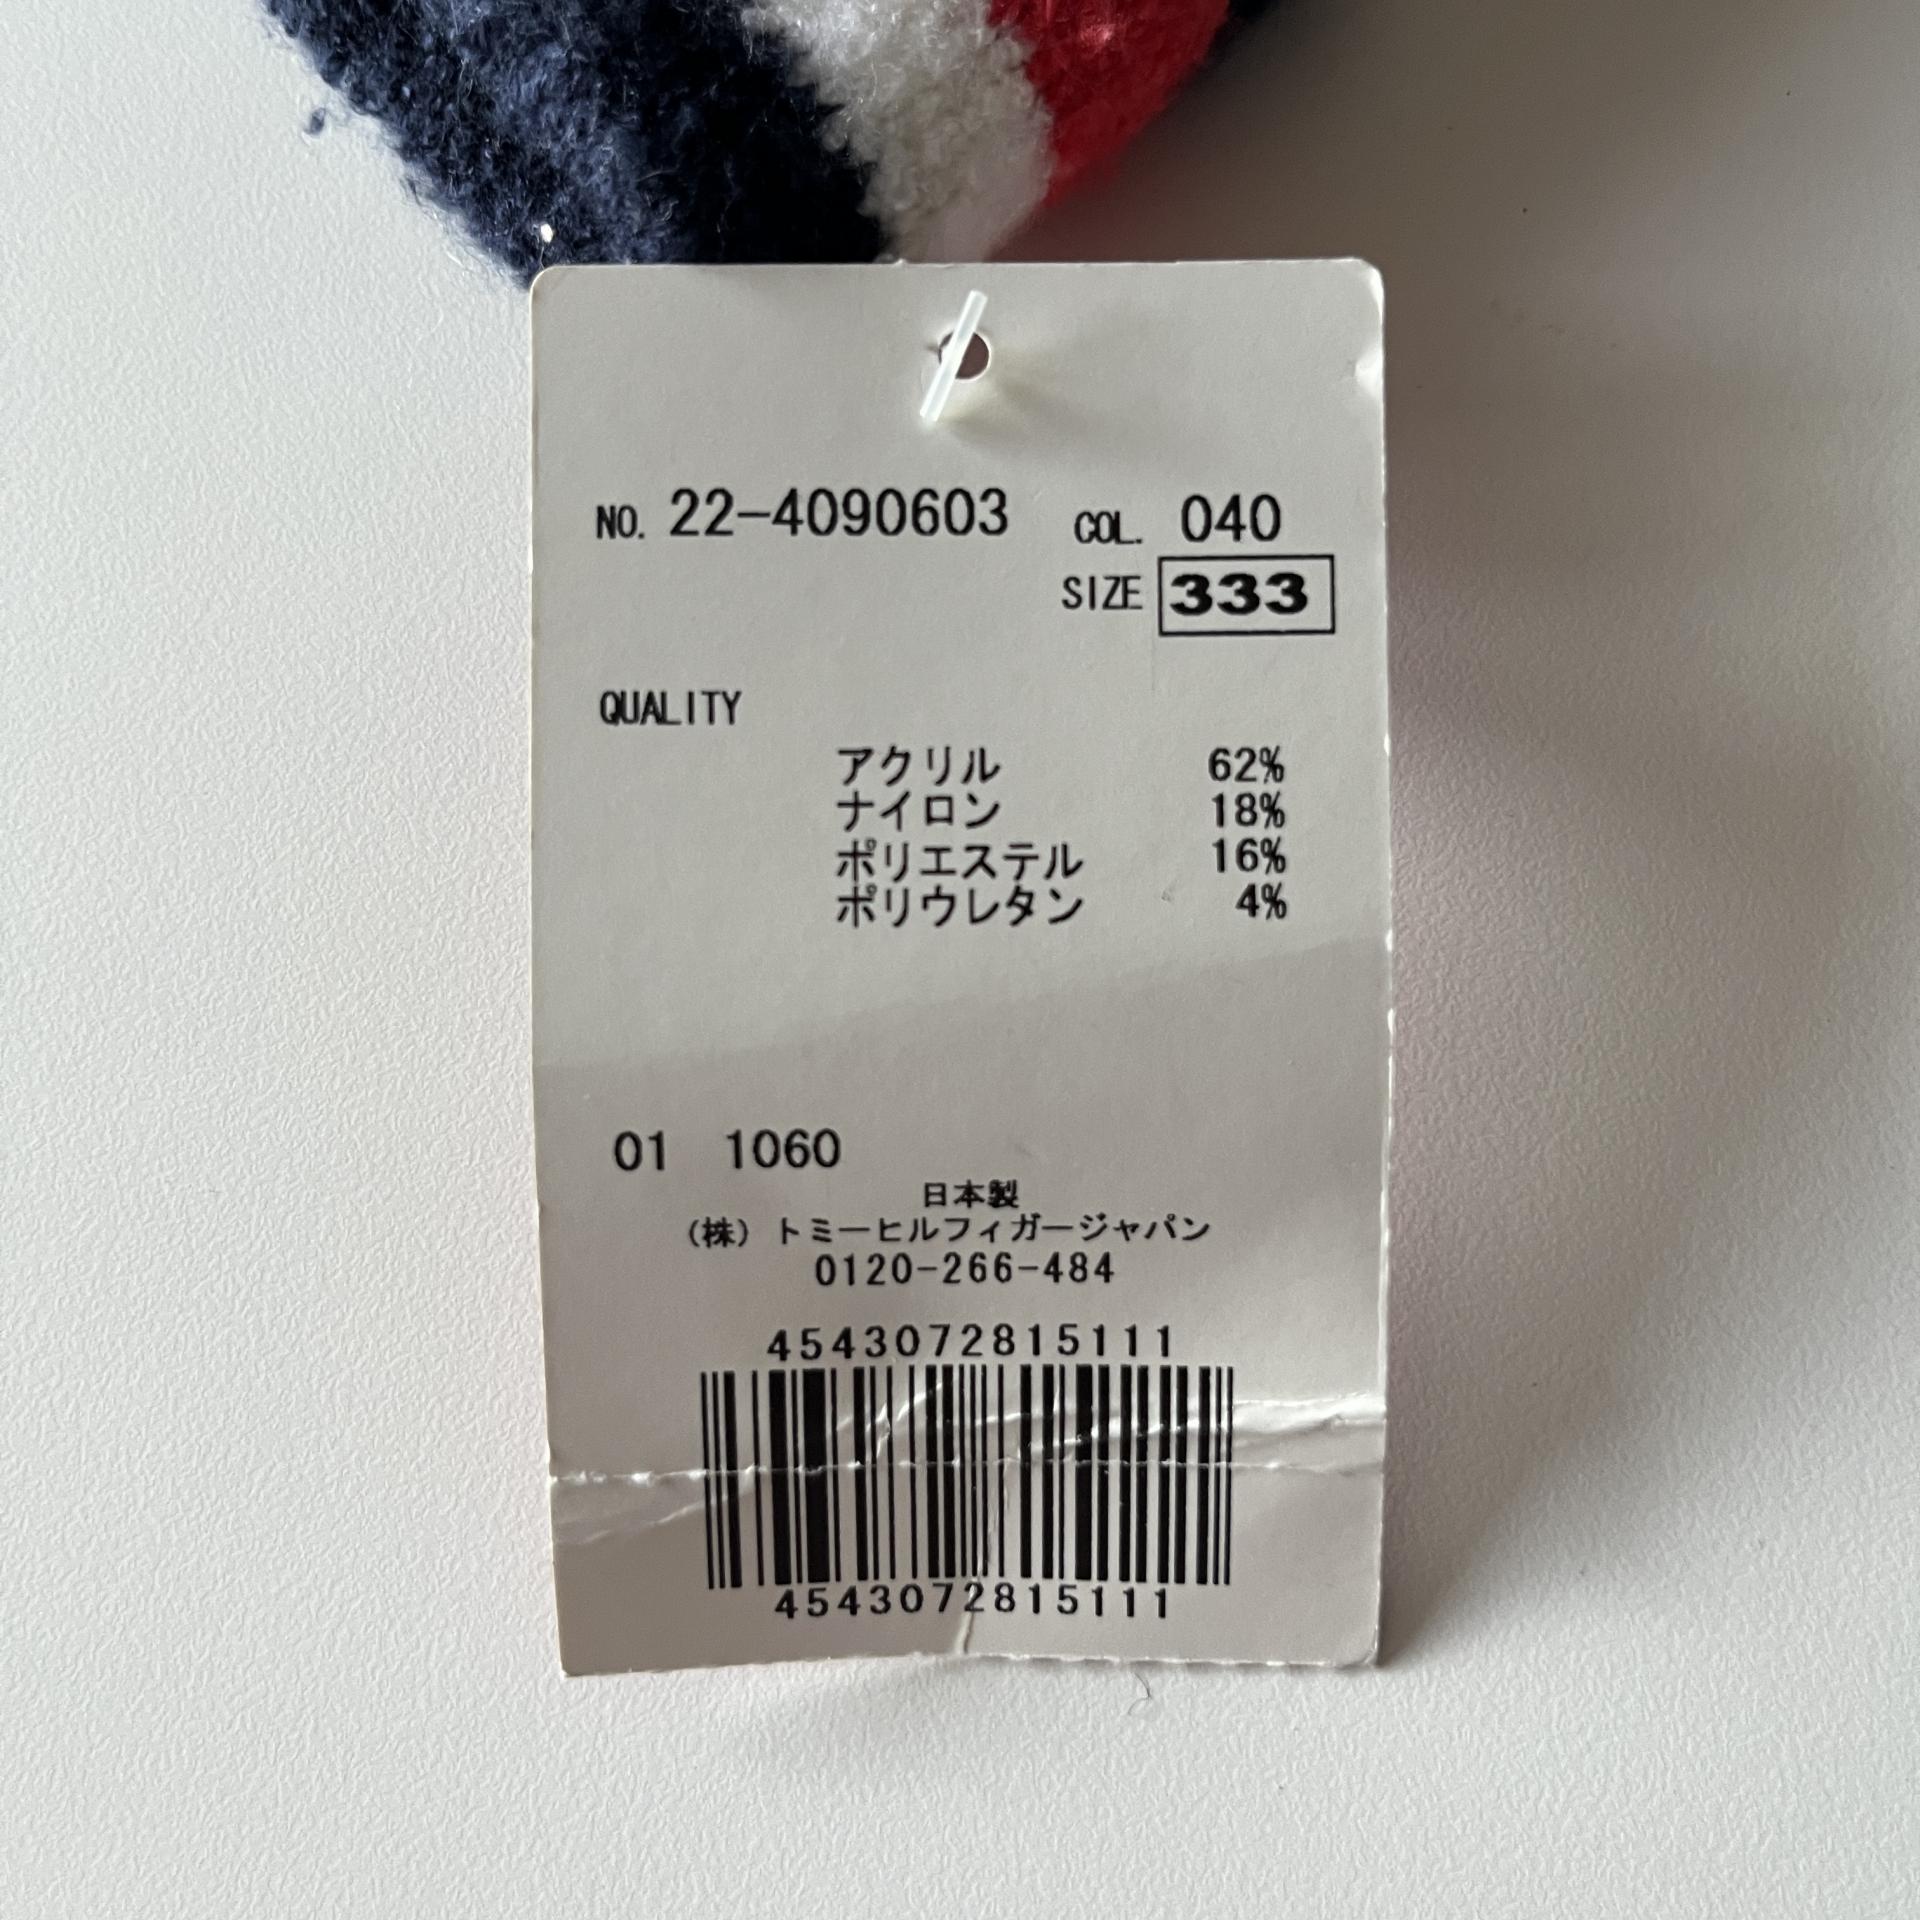 NO. 22-4090603 COL. 040
SIZE 333
QUALITY
アクリル 62%
ナイロン 18%
ポリエステル 16%
ポリウレタン 4%
01 1060
日本製
(株) トミーヒルフィガージャパン
0120-266-484
4543072815111
4543072815111